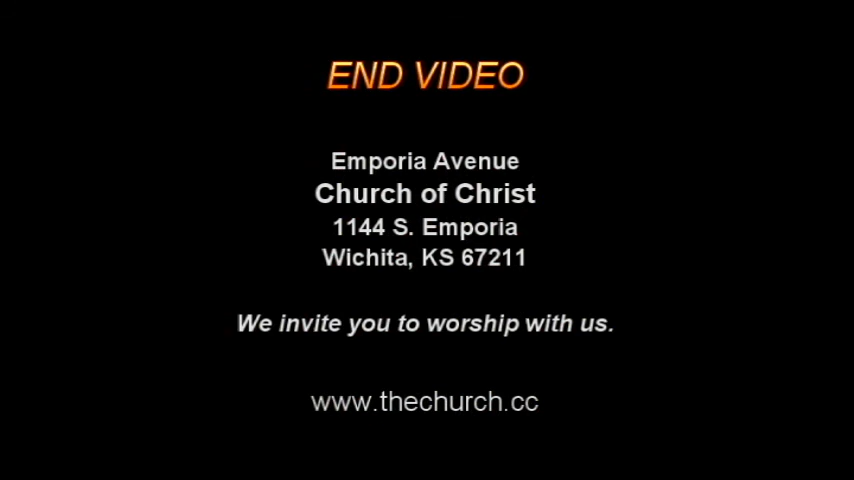 END VIDEO
Emporia Avenue
Church of Christ
1144 S. Emporia
Wichita, KS 67211
We invite you to worship with us.
www.thechurch.cc